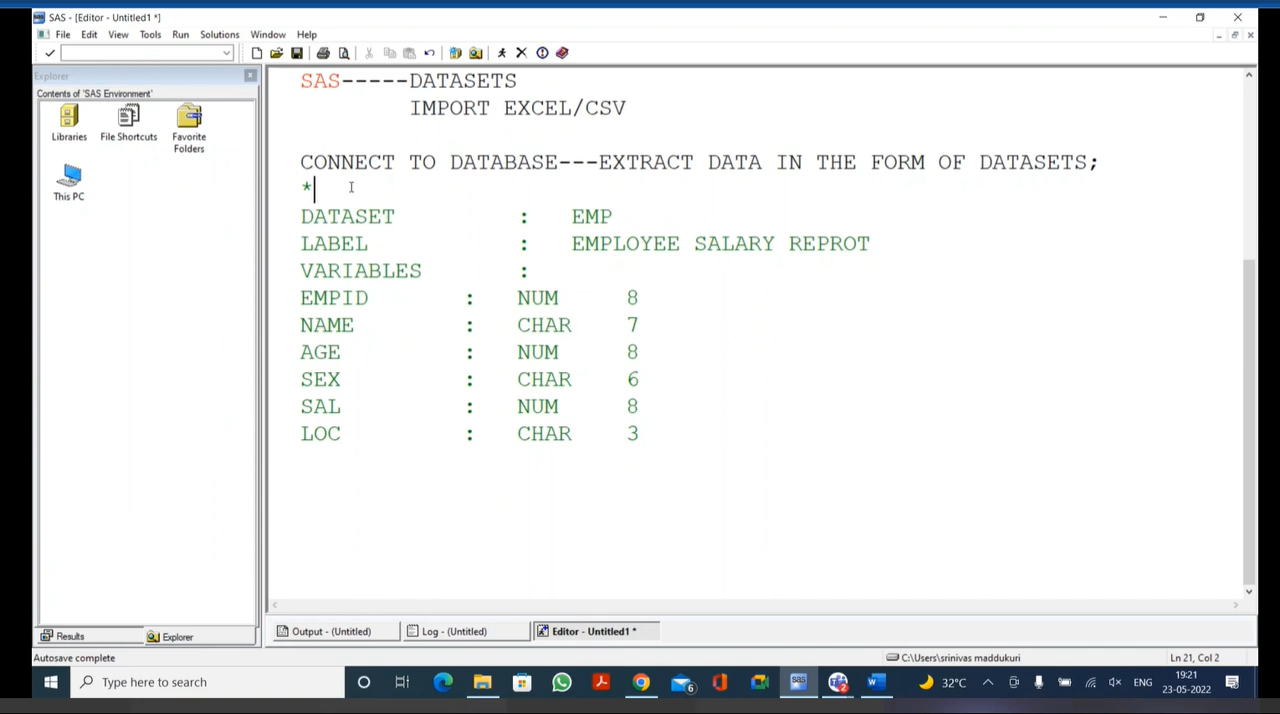 SAS - [Editor - Untitled1 *]
File Edit View Tools Run Solutions Window Help
Explorer
Contents of 'SAS Environment'
Libraries File Shortcuts Favorite Folders
This PC
SAS-----DATASETS
IMPORT EXCEL/CSV
CONNECT TO DATABASE---EXTRACT DATA IN THE FORM OF DATASETS;
*
DATASET : EMP
LABEL : EMPLOYEE SALARY REPROT
VARIABLES :
EMPID : NUM 8
NAME : CHAR 7
AGE : NUM 8
SEX : CHAR 6
SAL : NUM 8
LOC : CHAR 3
Results Explorer
Output - (Untitled) Log - (Untitled) Editor - Untitled1 *
Autosave complete C:\Users\srinivas maddukuri Ln 21, Col 2
Type here to search 6 sas 2 32°C ENG 19:21
23-05-2022